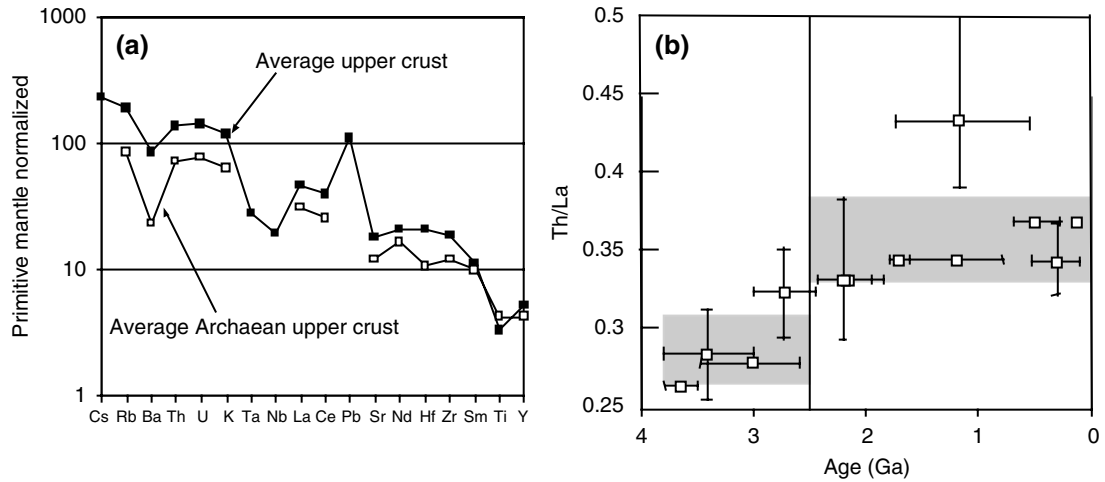 (a)
Primitive mantle normalized
1000
100
10
1
Average upper crust
Average Archaean upper crust
Cs Rb Ba Th U K Ta Nb La Ce Pb Sr Nd Hf Zr Sm Ti Y
(b)
Th/La
0.5
0.45
0.4
0.35
0.3
0.25
4 3 2 1 0
Age (Ga)